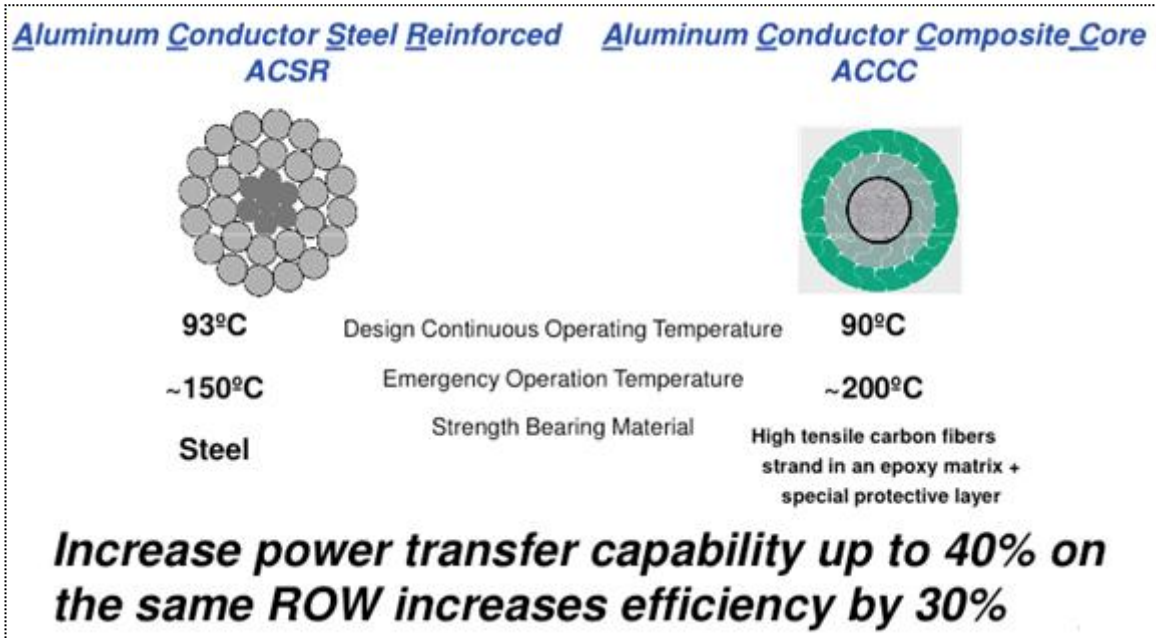 Aluminum Conductor Steel Reinforced
ACSR
Aluminum Conductor Composite Core
ACCC
93ºC
Design Continuous Operating Temperature
90ºC
~150ºC
Emergency Operation Temperature
~200ºC
Steel
Strength Bearing Material
High tensile carbon fibers
strand in an epoxy matrix +
special protective layer
Increase power transfer capability up to 40% on
the same ROW increases efficiency by 30%